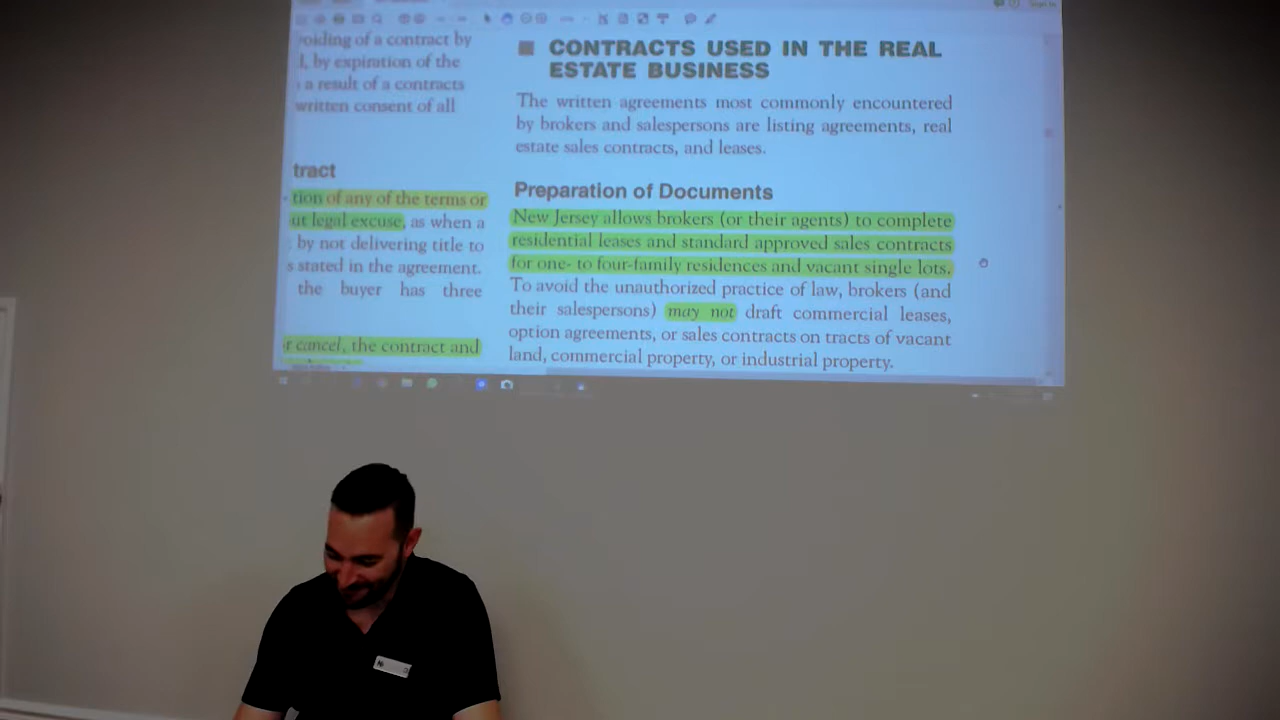 voiding of a contract by
l, by expiration of the
a result of a contracts
written consent of all
tract
tion of any of the terms or
ut legal excuse, as when a
by not delivering title to
s stated in the agreement.
the buyer has three
r cancel, the contract and
CONTRACTS USED IN THE REAL
ESTATE BUSINESS
The written agreements most commonly encountered
by brokers and salespersons are listing agreements, real
estate sales contracts, and leases.
Preparation of Documents
New Jersey allows brokers (or their agents) to complete
residential leases and standard approved sales contracts
for one- to four-family residences and vacant single lots.
To avoid the unauthorized practice of law, brokers (and
their salespersons) may not draft commercial leases,
option agreements, or sales contracts on tracts of vacant
land, commercial property, or industrial property.